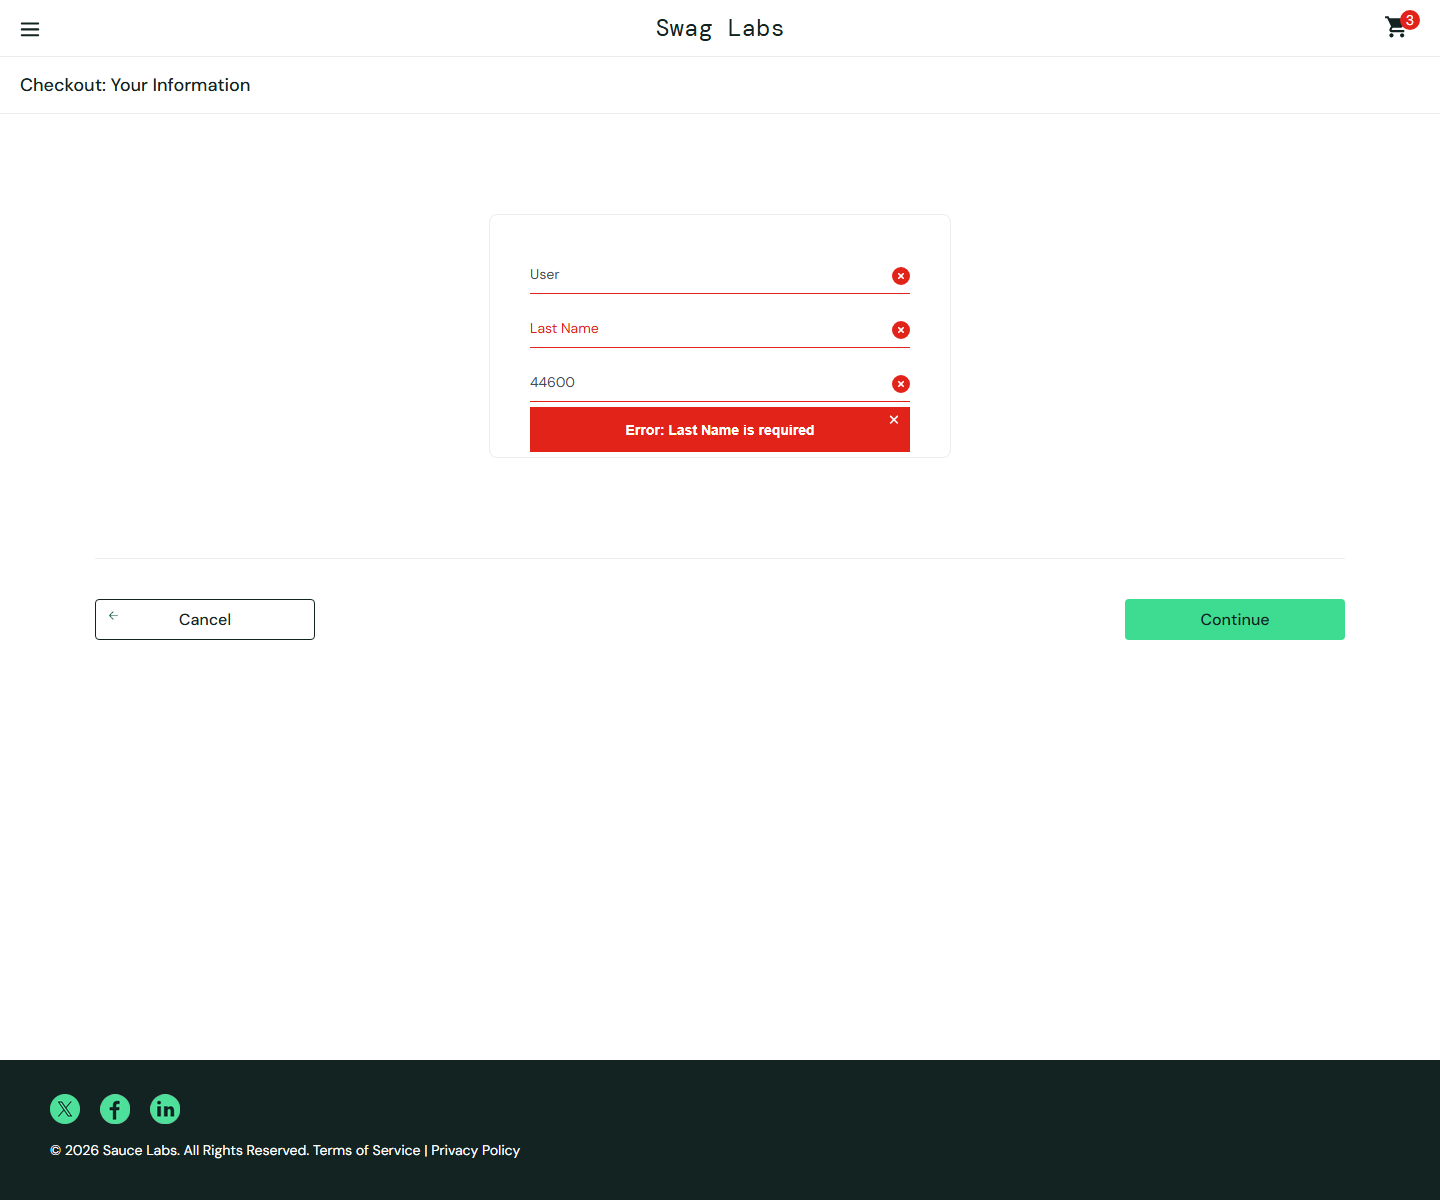 Swag Labs
3
Checkout: Your Information
User
Last Name
44600
Error: Last Name is required
Cancel
Continue
© 2026 Sauce Labs. All Rights Reserved. Terms of Service | Privacy Policy